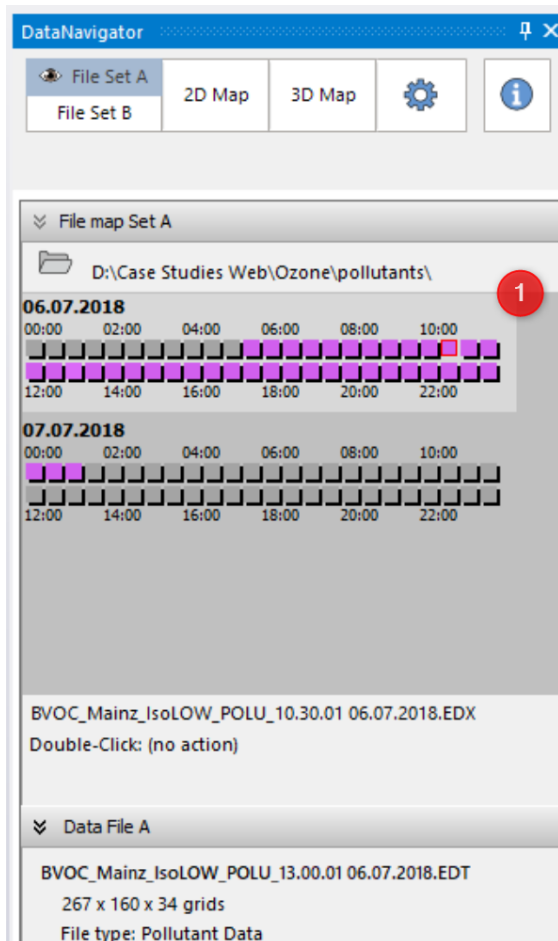 DataNavigator
File Set A
File Set B
2D Map
3D Map
File map Set A
D:\Case Studies Web\Ozone\pollutants\
1
06.07.2018
00:00 02:00 04:00 06:00 08:00 10:00
12:00 14:00 16:00 18:00 20:00 22:00
07.07.2018
00:00 02:00 04:00 06:00 08:00 10:00
12:00 14:00 16:00 18:00 20:00 22:00
BVOC_Mainz_IsoLOW_POLU_10.30.01 06.07.2018.EDX
Double-Click: (no action)
Data File A
BVOC_Mainz_IsoLOW_POLU_13.00.01 06.07.2018.EDT
267 x 160 x 34 grids
File type: Pollutant Data